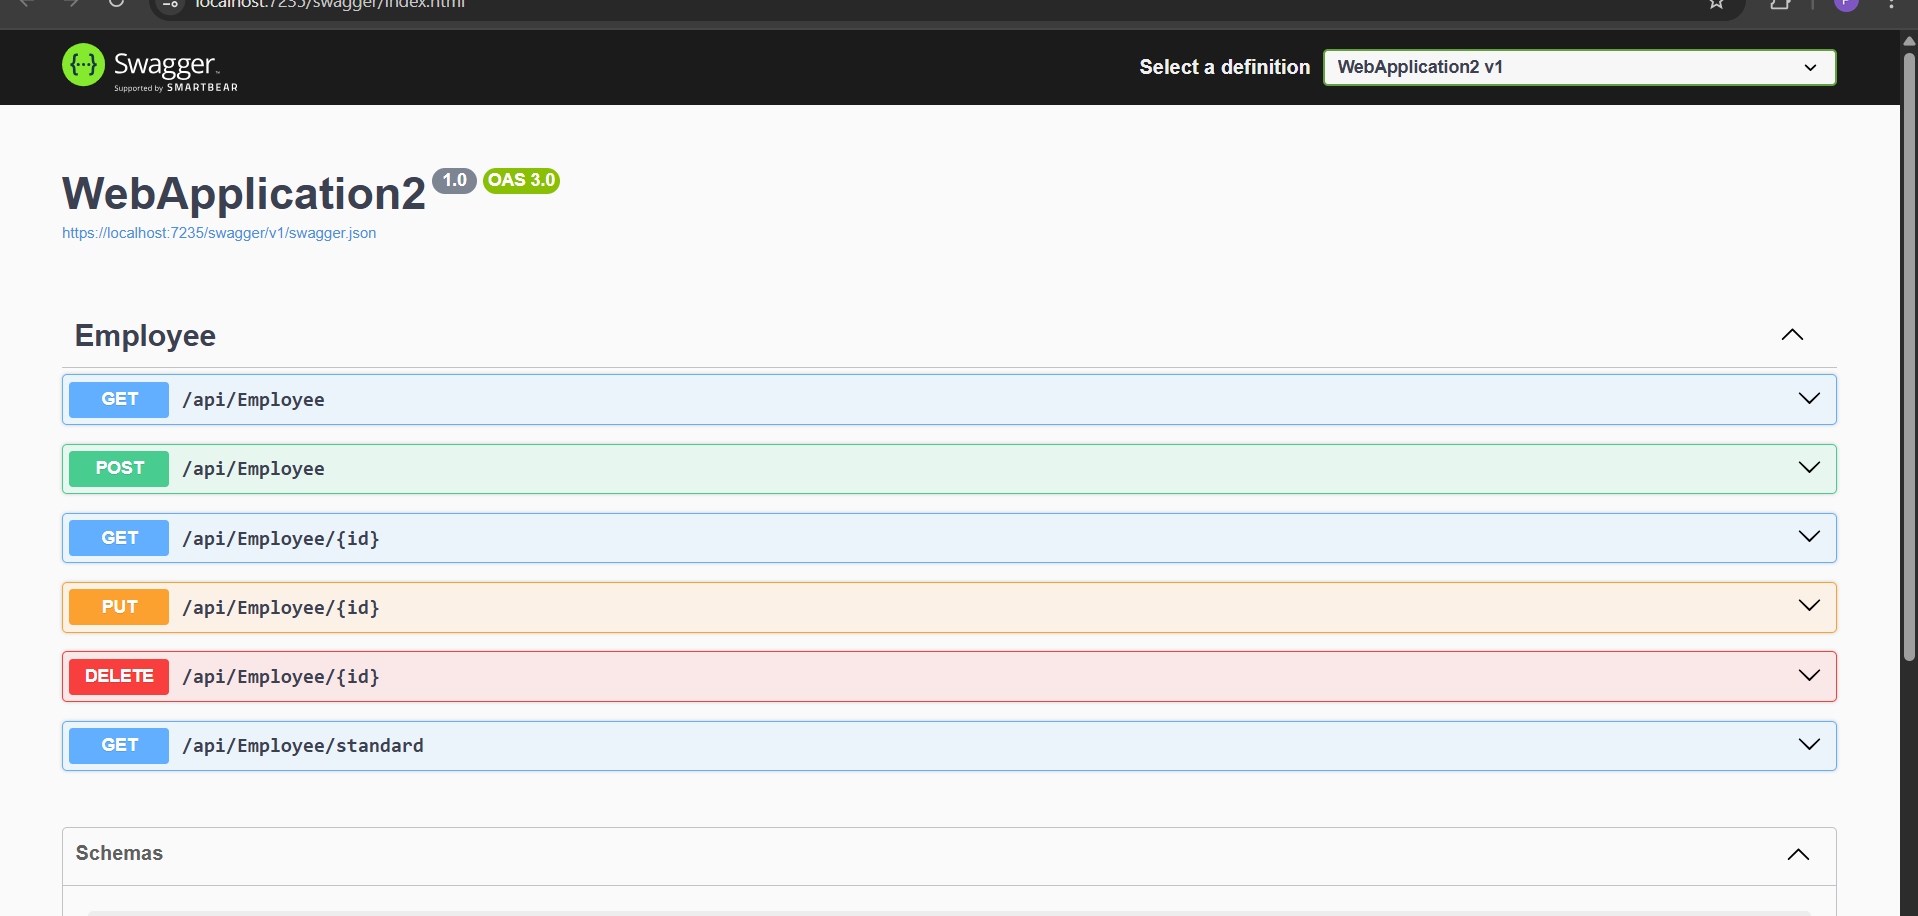 localhost:7235/swagger/index.html
P
{···} Swagger™
Supported by SMARTBEAR
Select a definition
WebApplication2 v1
WebApplication2 1.0 OAS 3.0
https://localhost:7235/swagger/v1/swagger.json
Employee
GET /api/Employee
POST /api/Employee
GET /api/Employee/{id}
PUT /api/Employee/{id}
DELETE /api/Employee/{id}
GET /api/Employee/standard
Schemas